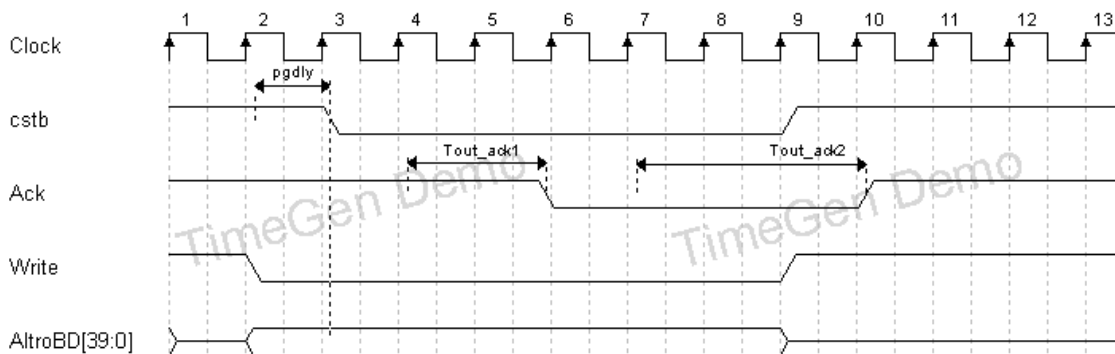 1 2 3 4 5 6 7 8 9 10 11 12 13
Clock
pgdly
cstb
Tout_ack1 Tout_ack2
Ack
TimeGen Demo TimeGen Demo
Write
AltroBD[39:0]